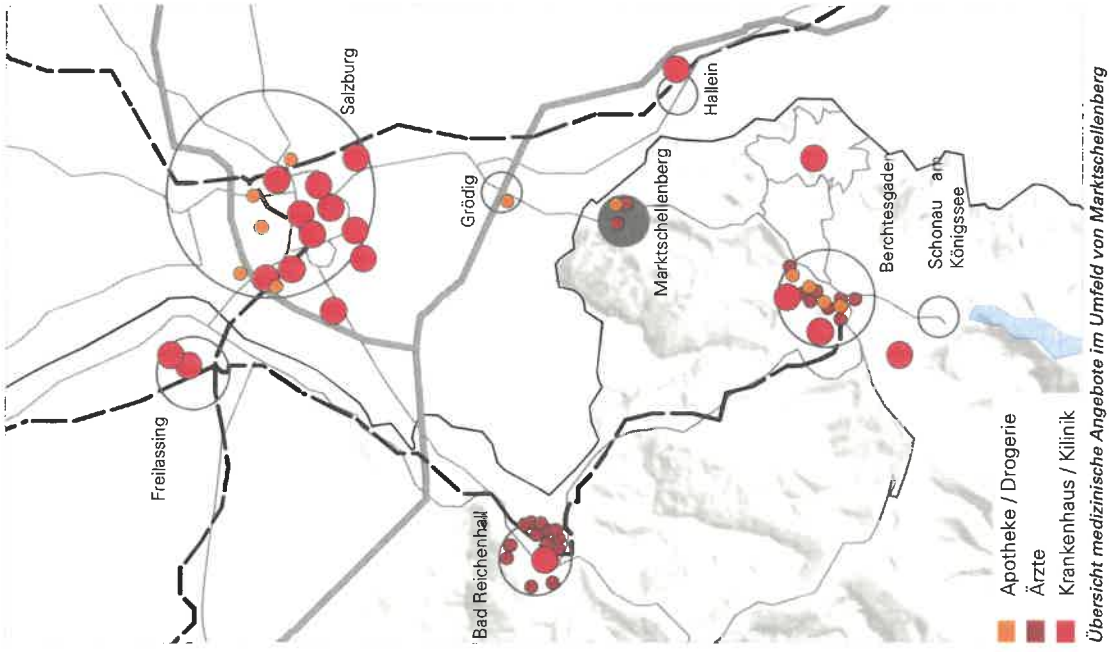 Salzburg
Freilassing
Grödig
Hallein
Marktschellenberg
Bad Reichenhall
Berchtesgaden
Schonau am
Königssee
Apotheke / Drogerie
Ärzte
Krankenhaus / Kilinik
Übersicht medizinische Angebote im Umfeld von Marktschellenberg